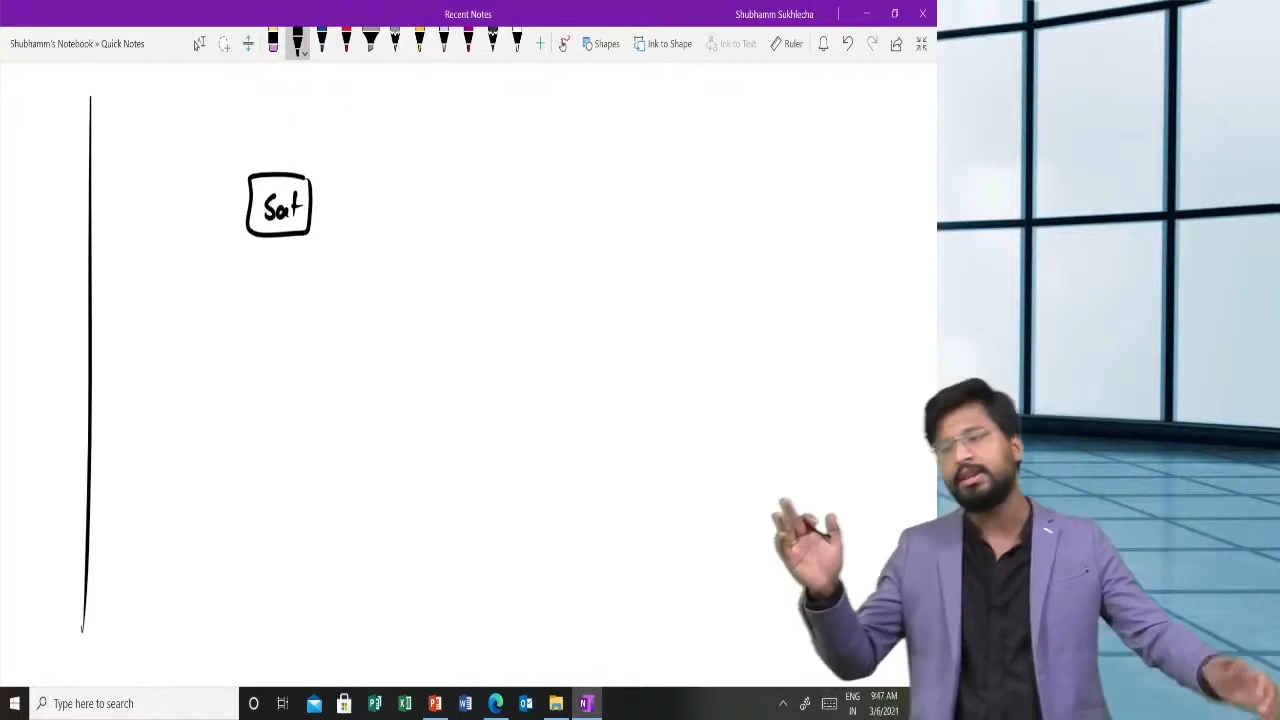 Recent Notes
Shubhamm Sukhlecha
Shubhamm's Notebook » Quick Notes
Shapes
Ink to Shape
Ink to Text
Ruler
Sat
Type here to search
ENG
IN
9:47 AM
3/6/2021